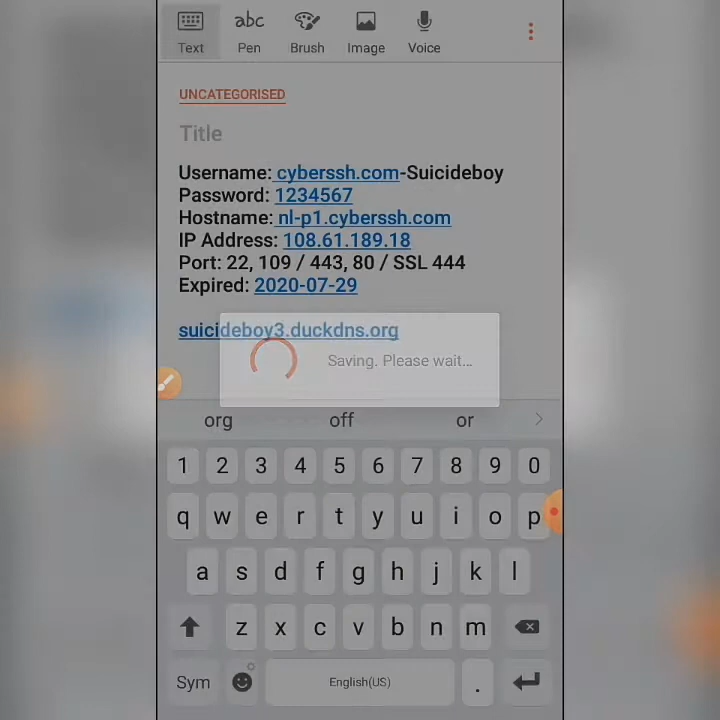 Text abc Pen Brush Image Voice
UNCATEGORISED
Title
Username: cyberssh.com-Suicideboy
Password: 1234567
Hostname: nl-p1.cyberssh.com
IP Address: 108.61.189.18
Port: 22, 109 / 443, 80 / SSL 444
Expired: 2020-07-29
suicideboy3.duckdns.org
Saving. Please wait...
org off or
1 2 3 4 5 6 7 8 9 0
q w e r t y u i o p
a s d f g h j k l
z x c v b n m
Sym English(US) .